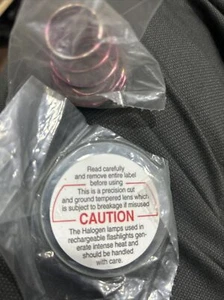 Read carefully
and remove entire label
before using
This is a precision cut
and ground tempered lens which
is subject to breakage if misused
CAUTION
The Halogen lamps used in
rechargeable flashlights gen-
erate intense heat and
should be handled
with care.